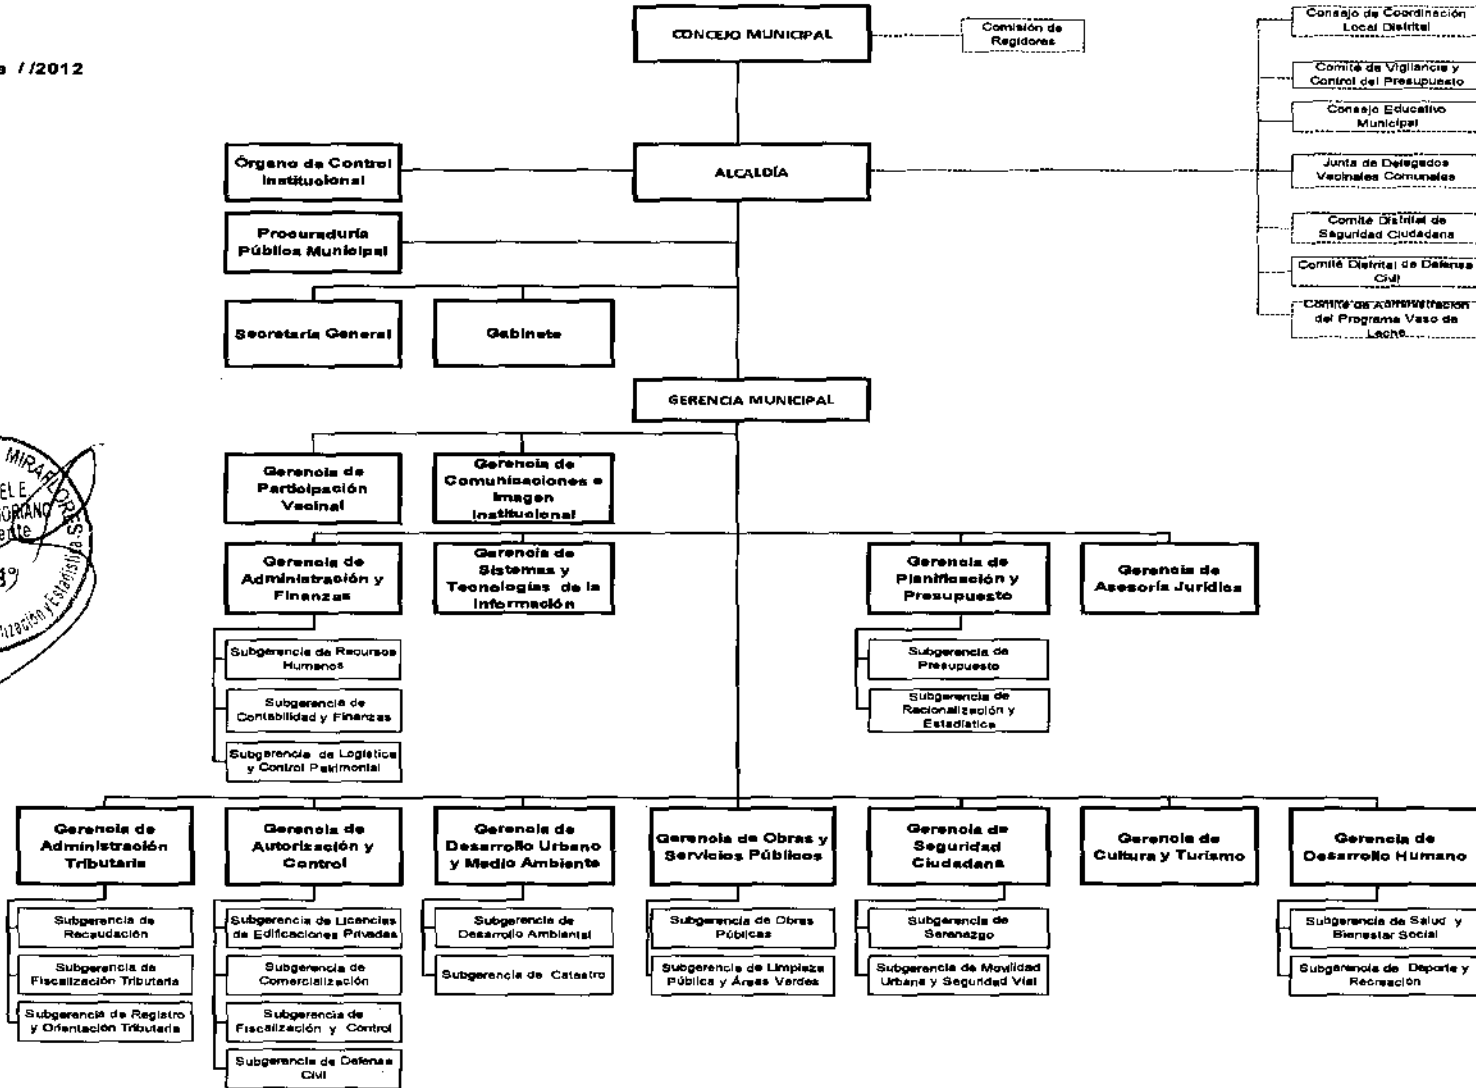 CONCEJO MUNICIPAL
Comisión de
Regidores
Consejo de Coordinación
Local Distrital
/ /2012
Comité de Vigilancia y
Control del Presupuesto
Consejo Educativo
Municipal
Órgano de Control
Institucional
ALCALDÍA
Junta de Delegados
Vecinales Comunales
Procuraduría
Pública Municipal
Comité Distrital de
Seguridad Ciudadana
Comité Distrital de Defensa
Civil
Secretaría General
Gabinete
Comité de Administración
del Programa Vaso de
Leche
GERENCIA MUNICIPAL
MIRAFLORES
EL E.
Gerencia de
Participación
Vecinal
Gerencia de
Comunicaciones e
Imagen
Institucional
Gerencia de
Administración y
Finanzas
Gerencia de
Sistemas y
Tecnologías de la
Información
Gerencia de
Planificación y
Presupuesto
Gerencia de
Asesoría Jurídica
Subgerencia de Recursos
Humanos
Subgerencia de
Contabilidad y Finanzas
Subgerencia de Logística
y Control Patrimonial
Subgerencia de
Presupuesto
Subgerencia de
Racionalización y
Estadística
Gerencia de
Administración
Tributaria
Gerencia de
Autorización y
Control
Gerencia de
Desarrollo Urbano
y Medio Ambiente
Gerencia de Obras y
Servicios Públicos
Gerencia de
Seguridad
Ciudadana
Gerencia de
Cultura y Turismo
Gerencia de
Desarrollo Humano
Subgerencia de
Recaudación
Subgerencia de
Fiscalización Tributaria
Subgerencia de Registro
y Orientación Tributaria
Subgerencia de Licencias
de Edificaciones Privadas
Subgerencia de
Comercialización
Subgerencia de
Fiscalización y Control
Subgerencia de Defensa
Civil
Subgerencia de
Desarrollo Ambiental
Subgerencia de Catastro
Subgerencia de Obras
Públicas
Subgerencia de Limpieza
Pública y Áreas Verdes
Subgerencia de
Serenazgo
Subgerencia de Movilidad
Urbana y Seguridad Vial
Subgerencia de Salud y
Bienestar Social
Subgerencia de Deporte y
Recreación